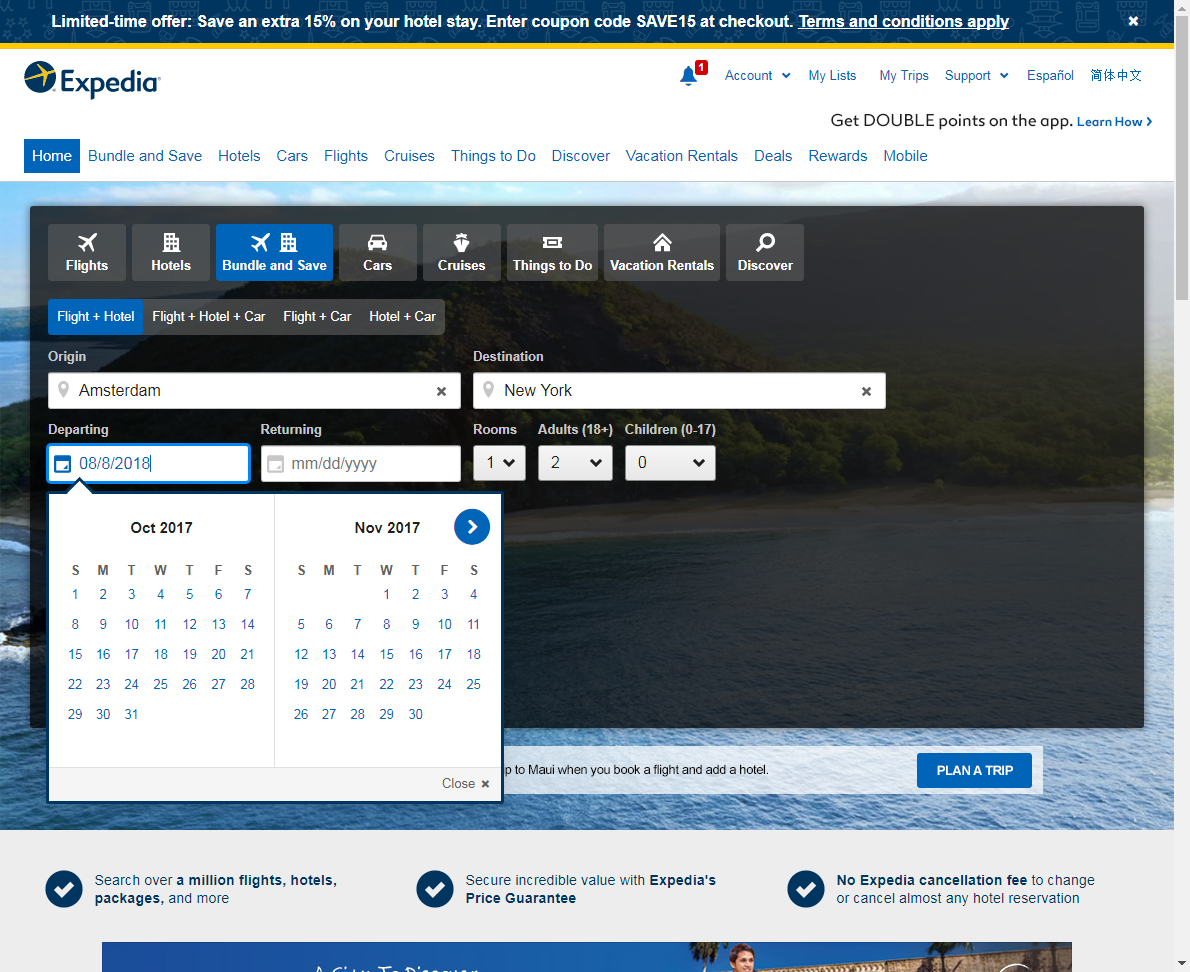 Limited-time offer: Save an extra 15% on your hotel stay. Enter coupon code SAVE15 at checkout. Terms and conditions apply
Expedia
1
Account
My Lists
My Trips
Support
Español
简体中文
Get DOUBLE points on the app. Learn How
Home Bundle and Save Hotels Cars Flights Cruises Things to Do Discover Vacation Rentals Deals Rewards Mobile
Flights Hotels Bundle and Save Cars Cruises Things to Do Vacation Rentals Discover
Flight + Hotel Flight + Hotel + Car Flight + Car Hotel + Car
Origin Destination
Amsterdam New York
Departing Returning Rooms Adults (18+) Children (0-17)
08/8/2018 mm/dd/yyyy 1 2 0
Oct 2017 Nov 2017
S M T W T F S S M T W T F S
1 2 3 4 5 6 7 1 2 3 4
8 9 10 11 12 13 14 5 6 7 8 9 10 11
15 16 17 18 19 20 21 12 13 14 15 16 17 18
22 23 24 25 26 27 28 19 20 21 22 23 24 25
29 30 31 26 27 28 29 30
p to Maui when you book a flight and add a hotel. PLAN A TRIP
Close
Search over a million flights, hotels,
packages, and more
Secure incredible value with Expedia's
Price Guarantee
No Expedia cancellation fee to change
or cancel almost any hotel reservation